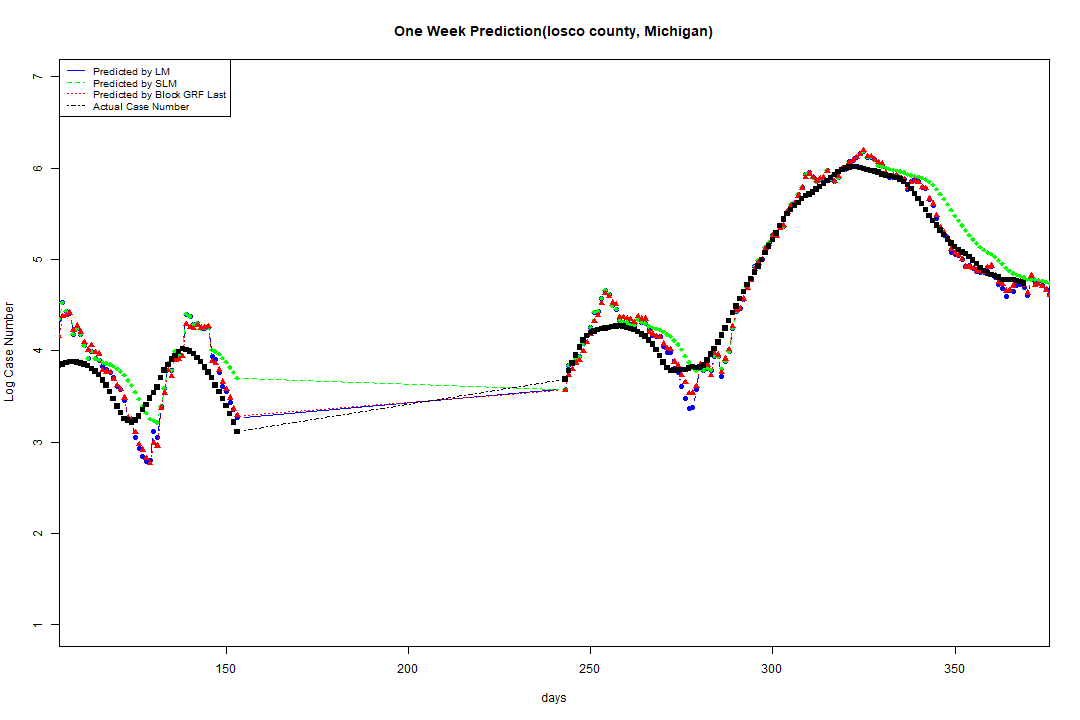 One Week Prediction(Iosco county, Michigan)
Predicted by LM
Predicted by SLM
Predicted by Block GRF Last
Actual Case Number
7
6
5
4
3
2
1
Log Case Number
150 200 250 300 350
days